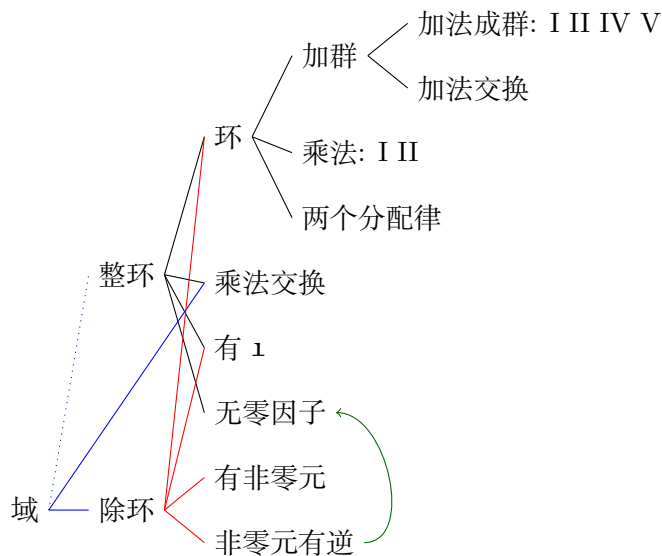 加法成群: I II IV V
加群
加法交换
环
乘法: I II
两个分配律
整环
乘法交换
有 1
无零因子
有非零元
域
除环
非零元有逆